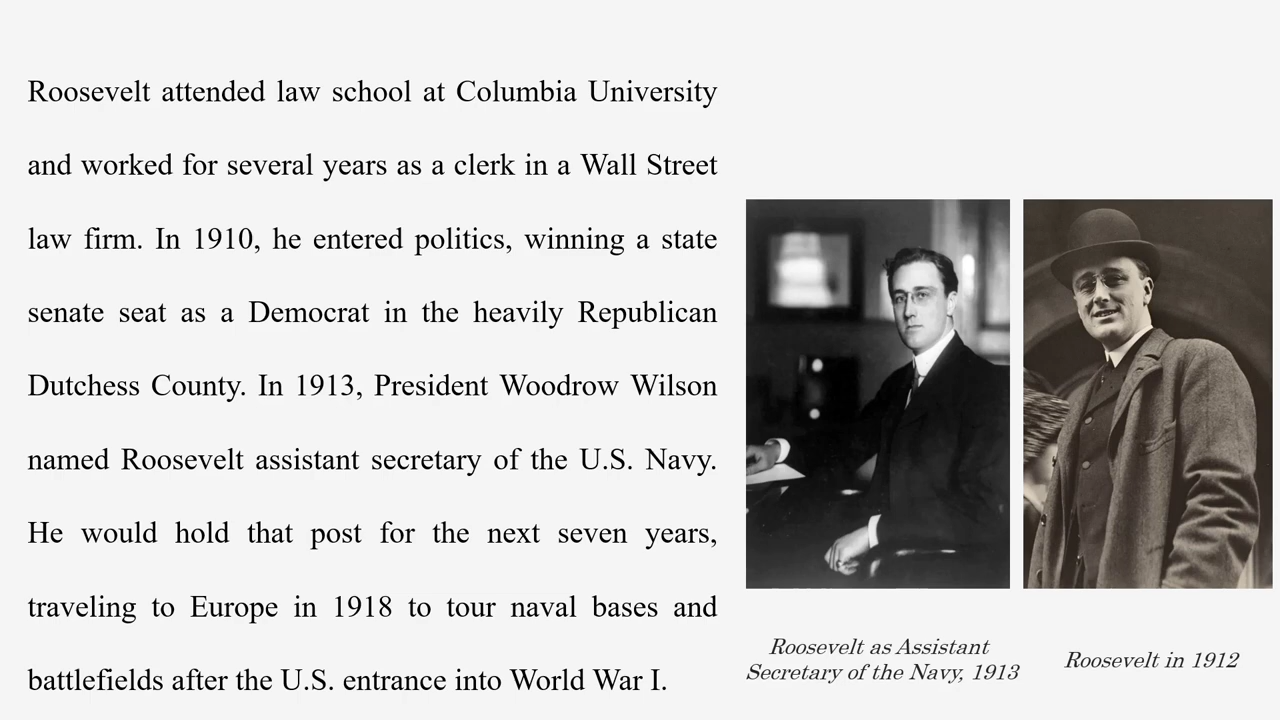 Roosevelt attended law school at Columbia University
and worked for several years as a clerk in a Wall Street
law firm. In 1910, he entered politics, winning a state
senate seat as a Democrat in the heavily Republican
Dutchess County. In 1913, President Woodrow Wilson
named Roosevelt assistant secretary of the U.S. Navy.
He would hold that post for the next seven years,
traveling to Europe in 1918 to tour naval bases and
battlefields after the U.S. entrance into World War I.
Roosevelt as Assistant
Secretary of the Navy, 1913
Roosevelt in 1912